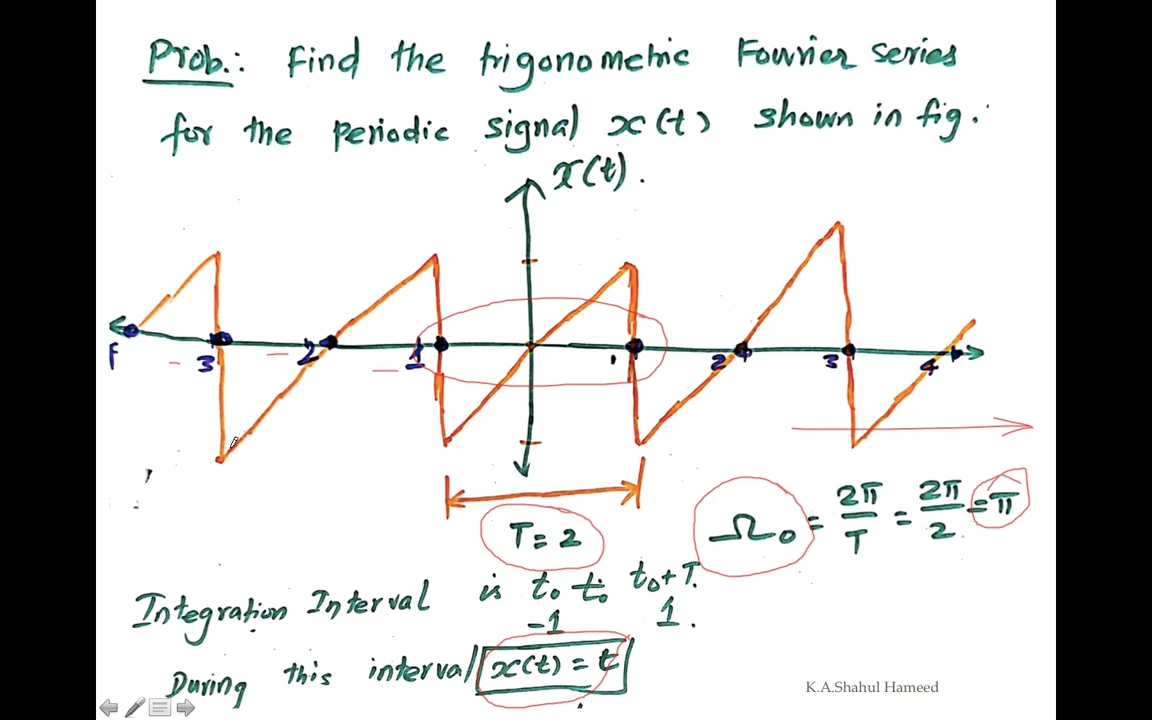 Prob.: Find the trigonometric Fourier series
for the periodic signal x(t) shown in fig.
x(t).
-3 -2 -1 1 2 3 4
T = 2
Ω₀ = 2π/T = 2π/2 = π
Integration Interval is t₀ to t₀+T.
-1 1.
During this interval x(t) = t
K.A.Shahul Hameed